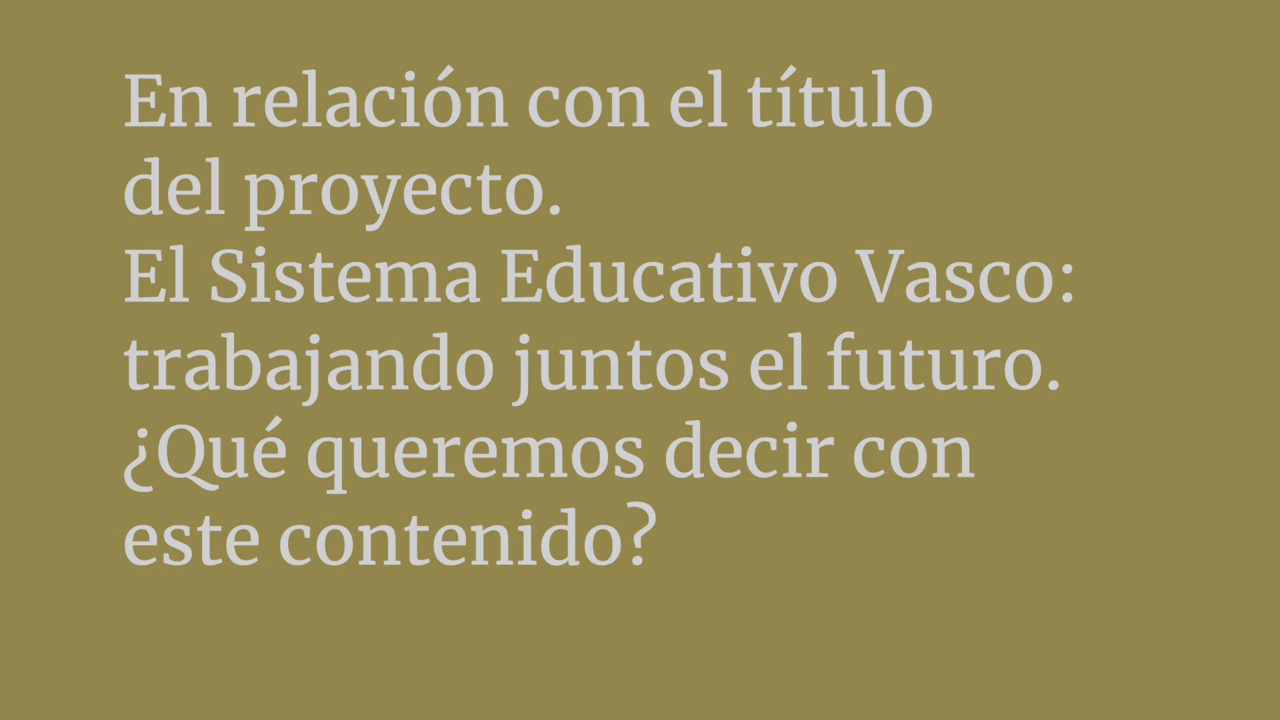 En relación con el título
del proyecto.
El Sistema Educativo Vasco:
trabajando juntos el futuro.
¿Qué queremos decir con
este contenido?